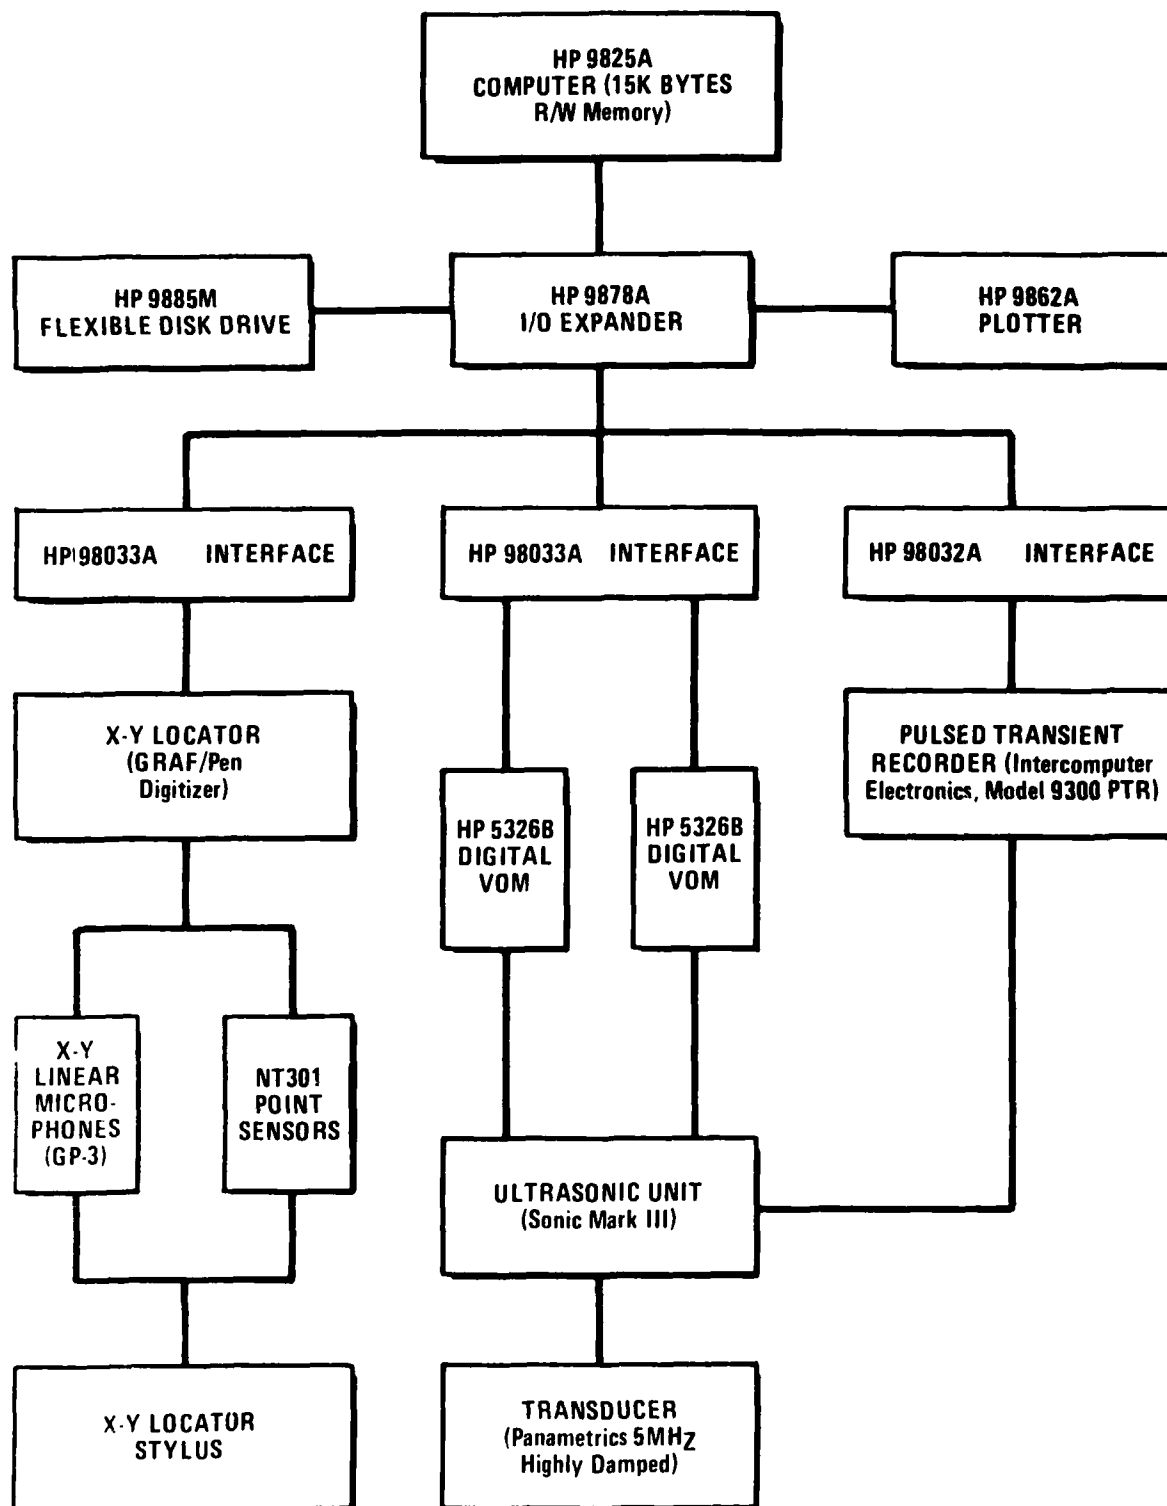 HP 9825A
COMPUTER (15K BYTES
R/W Memory)
HP 9885M
FLEXIBLE DISK DRIVE
HP 9878A
I/O EXPANDER
HP 9862A
PLOTTER
HP 98033A INTERFACE
HP 98033A INTERFACE
HP 98032A INTERFACE
X-Y LOCATOR
(GRAF/Pen
Digitizer)
HP 5326B
DIGITAL
VOM
HP 5326B
DIGITAL
VOM
PULSED TRANSIENT
RECORDER (Intercomputer
Electronics, Model 9300 PTR)
X-Y
LINEAR
MICRO-
PHONES
(GP-3)
NT301
POINT
SENSORS
ULTRASONIC UNIT
(Sonic Mark III)
X-Y LOCATOR
STYLUS
TRANSDUCER
(Panametrics 5MHZ
Highly Damped)